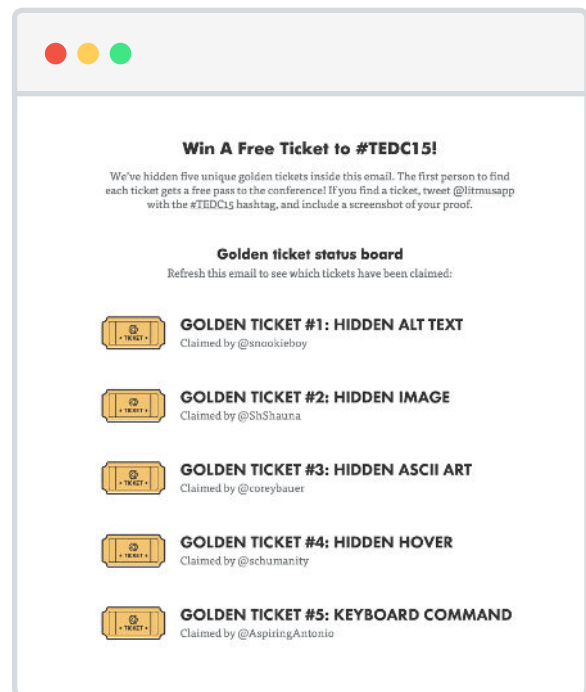 Win A Free Ticket to #TEDC15!
We've hidden five unique golden tickets inside this email. The first person to find
each ticket gets a free pass to the conference! If you find a ticket, tweet @litmusapp
with the #TEDC15 hashtag, and include a screenshot of your proof.
Golden ticket status board
Refresh this email to see which tickets have been claimed:
TICKET
GOLDEN TICKET #1: HIDDEN ALT TEXT
Claimed by @snookieboy
TICKET
GOLDEN TICKET #2: HIDDEN IMAGE
Claimed by @ShShauna
TICKET
GOLDEN TICKET #3: HIDDEN ASCII ART
Claimed by @coreybauer
TICKET
GOLDEN TICKET #4: HIDDEN HOVER
Claimed by @schumanity
TICKET
GOLDEN TICKET #5: KEYBOARD COMMAND
Claimed by @AspiringAntonio